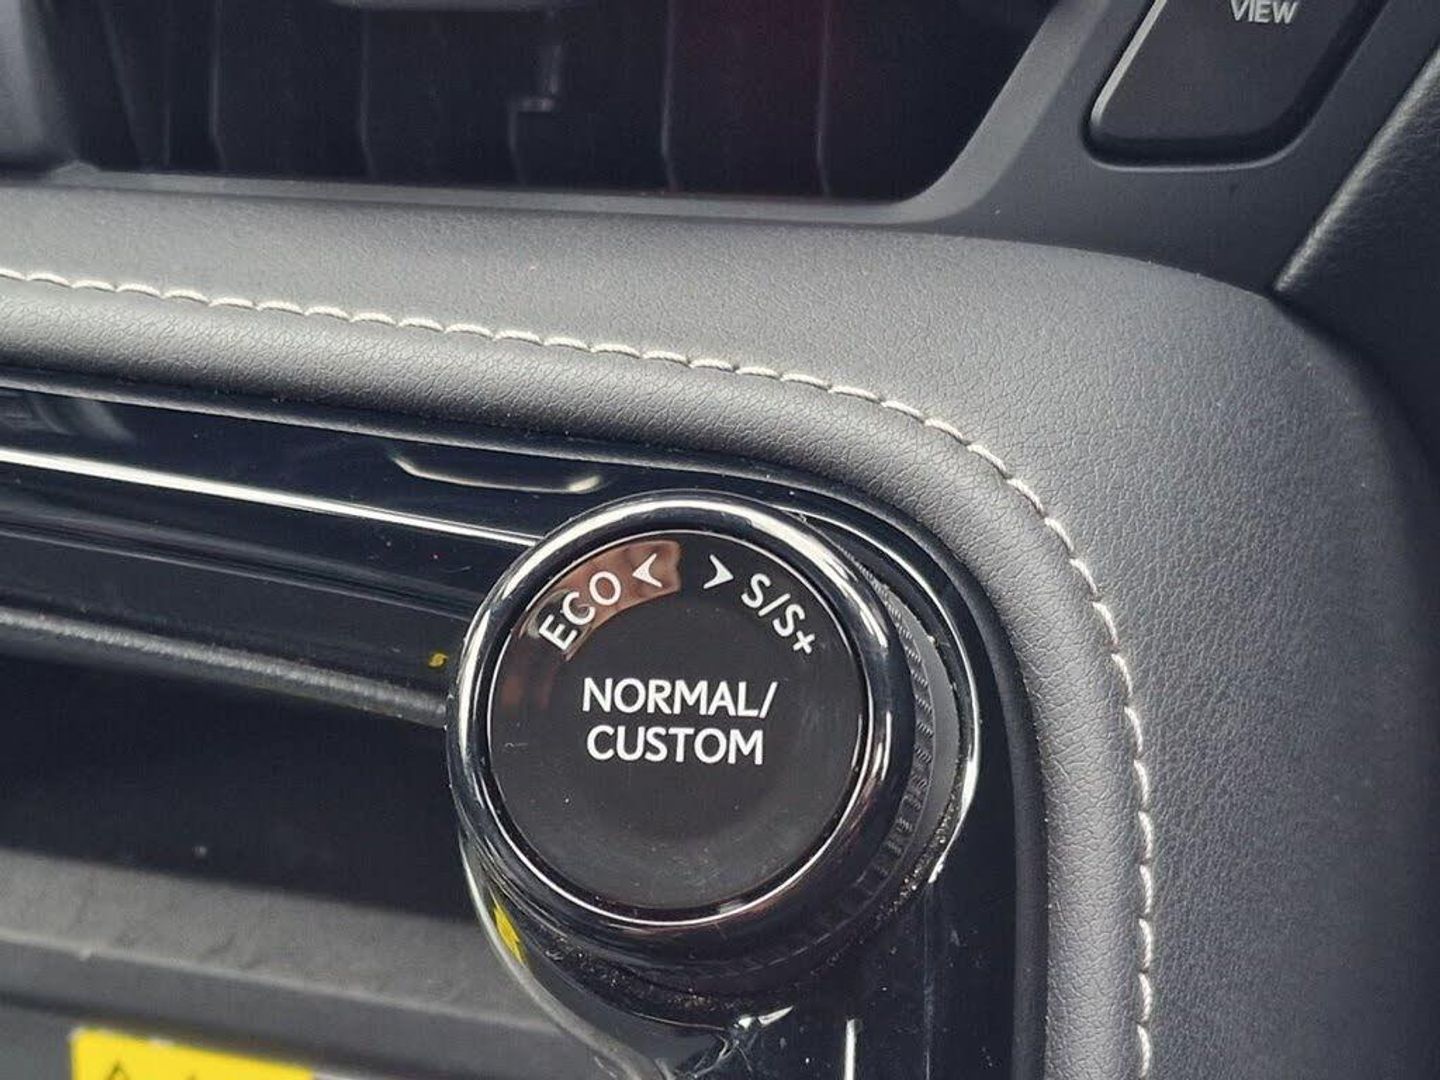 VIEW
ECO
S/S+
NORMAL/
CUSTOM